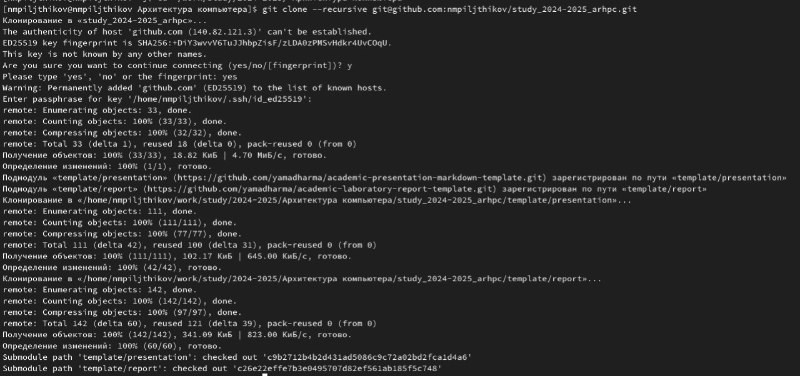 [nmpiljthikov@nmpiljthikov Архитектура компьютера]$ git clone --recursive git@github.com:nmpiljthikov/study_2024-2025_arhpc.git
Клонирование в «study_2024-2025_arhpc»...
The authenticity of host 'github.com (140.82.121.3)' can't be established.
ED25519 key fingerprint is SHA256:+DiY3wvvV6TuJJhbpZisF/zLDA0zPMSvHdkr4UvCOqU.
This key is not known by any other names.
Are you sure you want to continue connecting (yes/no/[fingerprint])? y
Please type 'yes', 'no' or the fingerprint: yes
Warning: Permanently added 'github.com' (ED25519) to the list of known hosts.
Enter passphrase for key '/home/nmpiljthikov/.ssh/id_ed25519':
remote: Enumerating objects: 33, done.
remote: Counting objects: 100% (33/33), done.
remote: Compressing objects: 100% (32/32), done.
remote: Total 33 (delta 1), reused 18 (delta 0), pack-reused 0 (from 0)
Получение объектов: 100% (33/33), 18.82 КиБ | 4.70 МиБ/с, готово.
Определение изменений: 100% (1/1), готово.
Подмодуль «template/presentation» (https://github.com/yamadharma/academic-presentation-markdown-template.git) зарегистрирован по пути «template/presentation»
Подмодуль «template/report» (https://github.com/yamadharma/academic-laboratory-report-template.git) зарегистрирован по пути «template/report»
Клонирование в «/home/nmpiljthikov/work/study/2024-2025/Архитектура компьютера/study_2024-2025_arhpc/template/presentation»...
remote: Enumerating objects: 111, done.
remote: Counting objects: 100% (111/111), done.
remote: Compressing objects: 100% (77/77), done.
remote: Total 111 (delta 42), reused 100 (delta 31), pack-reused 0 (from 0)
Получение объектов: 100% (111/111), 102.17 КиБ | 645.00 КиБ/с, готово.
Определение изменений: 100% (42/42), готово.
Клонирование в «/home/nmpiljthikov/work/study/2024-2025/Архитектура компьютера/study_2024-2025_arhpc/template/report»...
remote: Enumerating objects: 142, done.
remote: Counting objects: 100% (142/142), done.
remote: Compressing objects: 100% (97/97), done.
remote: Total 142 (delta 60), reused 121 (delta 39), pack-reused 0 (from 0)
Получение объектов: 100% (142/142), 341.09 КиБ | 823.00 КиБ/с, готово.
Определение изменений: 100% (60/60), готово.
Submodule path 'template/presentation': checked out 'c9b2712b4b2d431ad5086c9c72a02bd2fca1d4a6'
Submodule path 'template/report': checked out 'c26e22effe7b3e0495707d82ef561ab185f5c748'